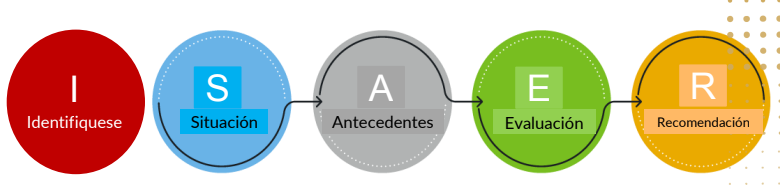 I
Identifiquese
S
Situación
A
Antecedentes
E
Evaluación
R
Recomendación